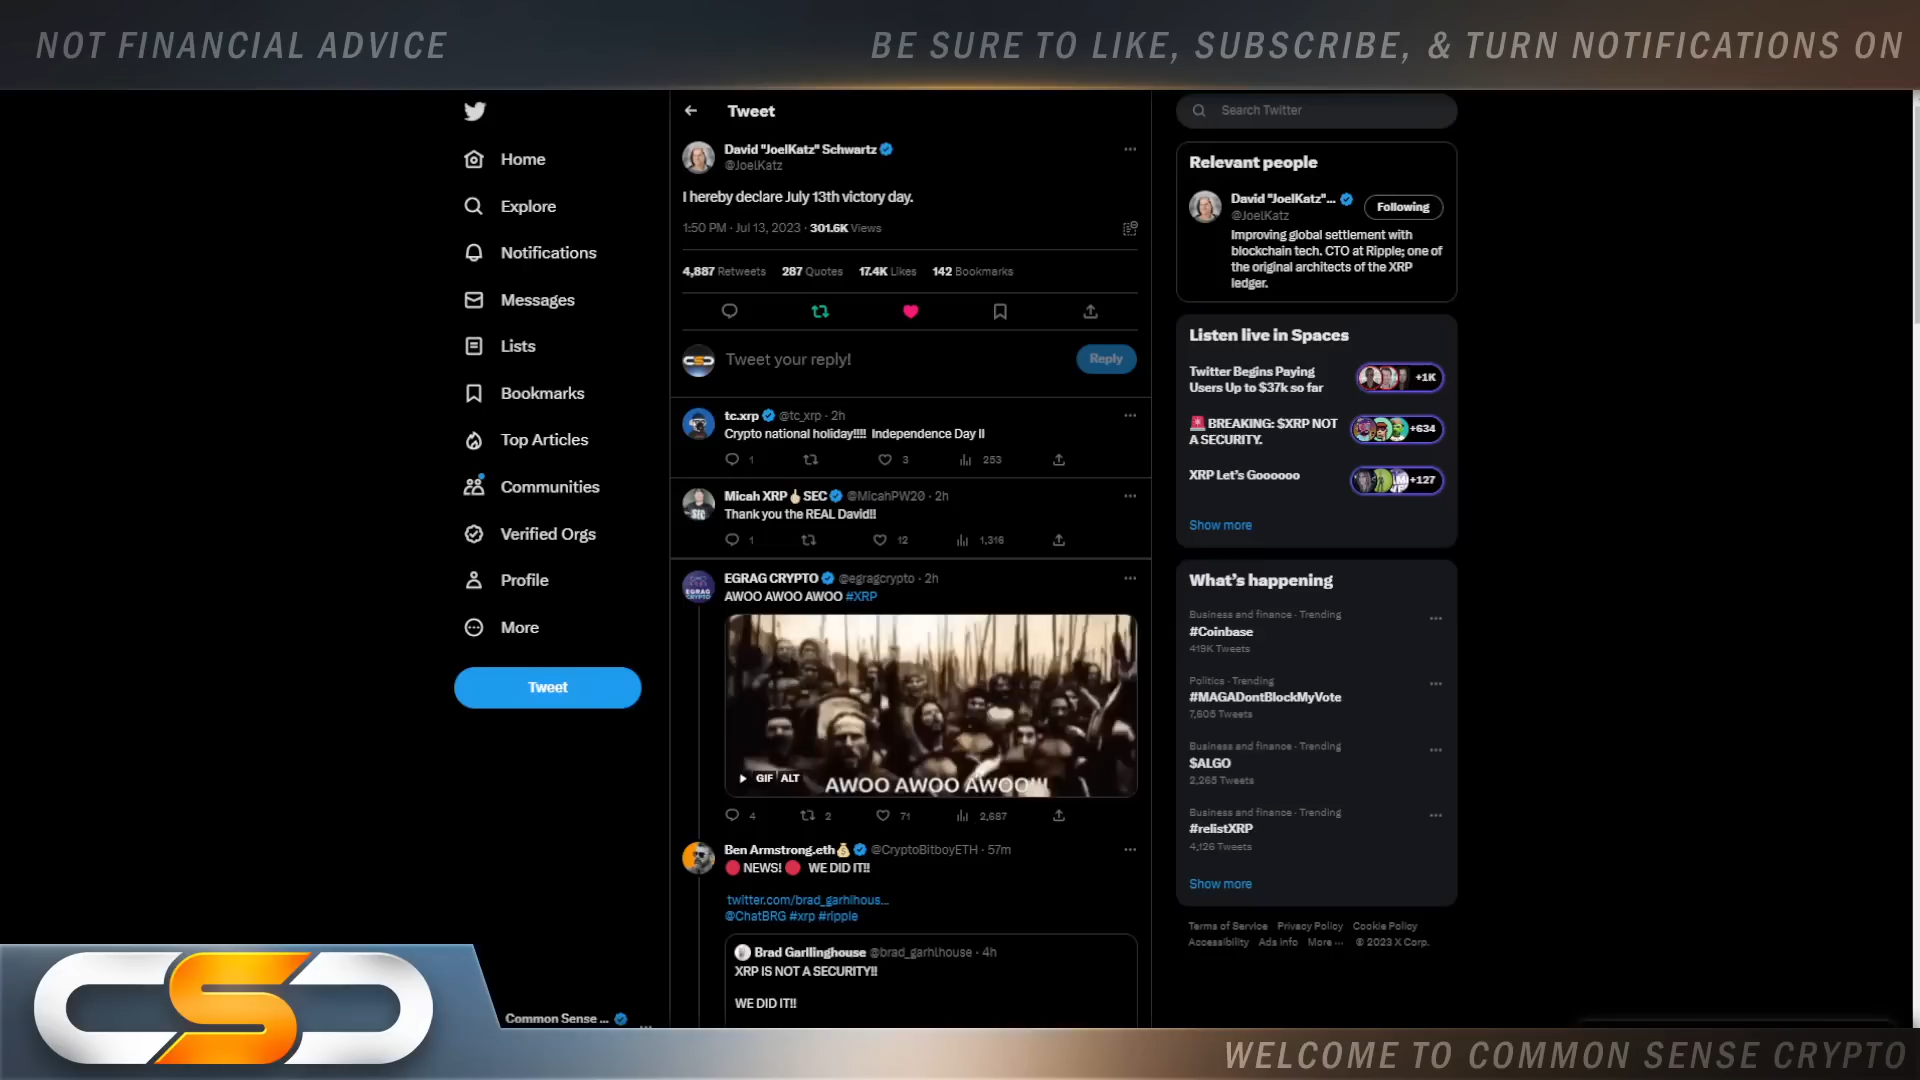 NOT FINANCIAL ADVICE
BE SURE TO LIKE, SUBSCRIBE, & TURN NOTIFICATIONS ON
Home
Explore
Notifications
Messages
Lists
Bookmarks
Top Articles
Communities
Verified Orgs
Profile
More
Tweet
Common Sense ...
Tweet
David "JoelKatz" Schwartz
@JoelKatz
I hereby declare July 13th victory day.
1:50 PM · Jul 13, 2023 · 301.6K Views
4,887 Retweets 287 Quotes 17.4K Likes 142 Bookmarks
Tweet your reply!
Reply
tc.xrp @tc_xrp · 2h
Crypto national holiday!!!! Independence Day II
1 3 253
Micah XRP🖕🏻SEC @MicahPW20 · 2h
Thank you the REAL David!!
SEC
1 12 1,316
EGRAG CRYPTO @egragcrypto · 2h
EGRAG
CRYPTO
AWOO AWOO AWOO #XRP
GIF ALT
AWOO AWOO AWOO!!!
4 2 71 2,687
Ben Armstrong.eth💰 @CryptoBitboyETH · 57m
🔴 NEWS! 🔴 WE DID IT!!
twitter.com/brad_garhlhous...
@ChatBRG #xrp #ripple
Brad Garllinghouse @brad_garhlhouse · 4h
XRP IS NOT A SECURITY!!
WE DID IT!!
Search Twitter
Relevant people
David "JoelKatz"...
@JoelKatz
Following
Improving global settlement with
blockchain tech. CTO at Ripple; one of
the original architects of the XRP
ledger.
Listen live in Spaces
Twitter Begins Paying
Users Up to $37k so far
+1K
🚨 BREAKING: $XRP NOT
A SECURITY.
+634
XRP Let's Goooooo
+127
Show more
What's happening
Business and finance · Trending
#Coinbase
419K Tweets
Politics · Trending
#MAGADontBlockMyVote
7,605 Tweets
Business and finance · Trending
$ALGO
2,265 Tweets
Business and finance · Trending
#relistXRP
4,126 Tweets
Show more
Terms of Service Privacy Policy Cookie Policy
Accessibility Ads info More ··· © 2023 X Corp.
CSC
WELCOME TO COMMON SENSE CRYPTO